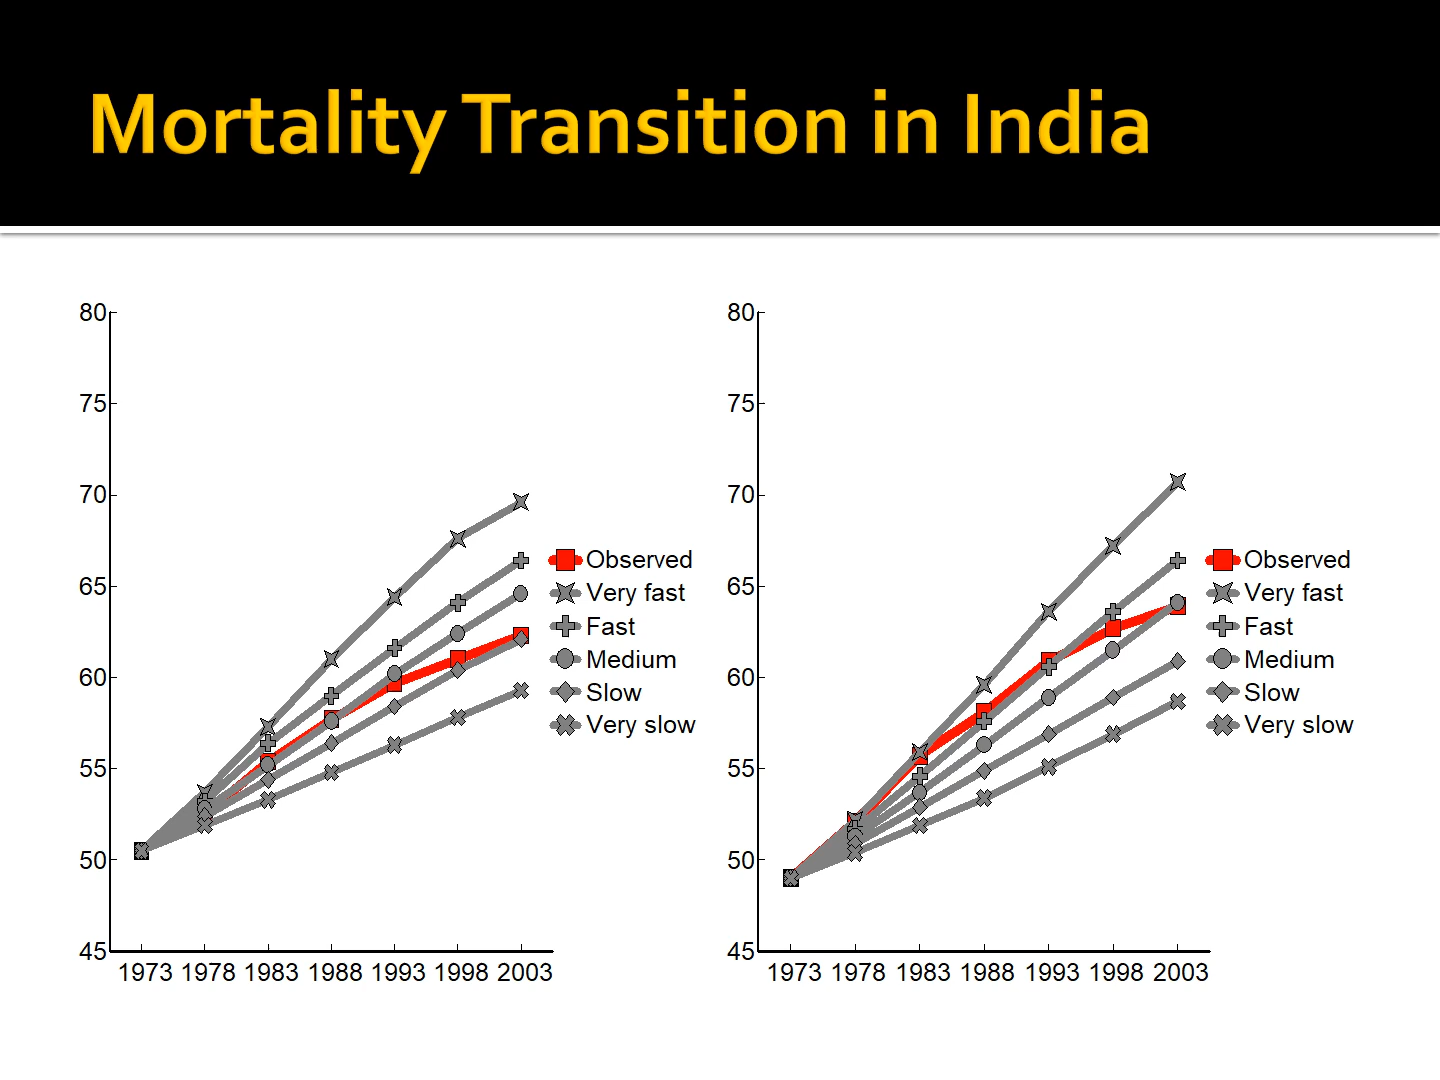 Mortality Transition in India
80
75
70
65
60
55
50
45
1973 1978 1983 1988 1993 1998 2003
Observed
Very fast
Fast
Medium
Slow
Very slow
80
75
70
65
60
55
50
45
1973 1978 1983 1988 1993 1998 2003
Observed
Very fast
Fast
Medium
Slow
Very slow